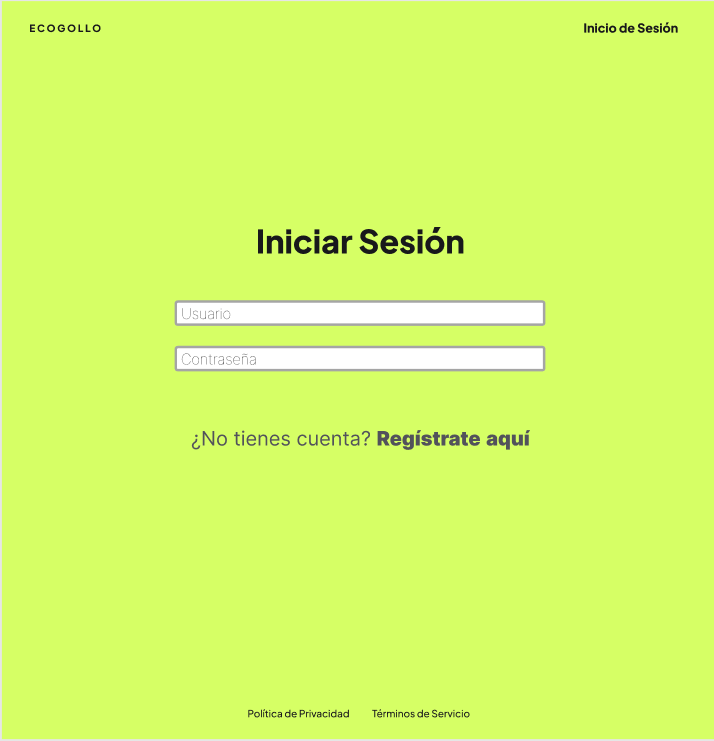 ECOGOLLO
Inicio de Sesión
Iniciar Sesión
Usuario
Contraseña
¿No tienes cuenta? Regístrate aquí
Política de Privacidad
Términos de Servicio